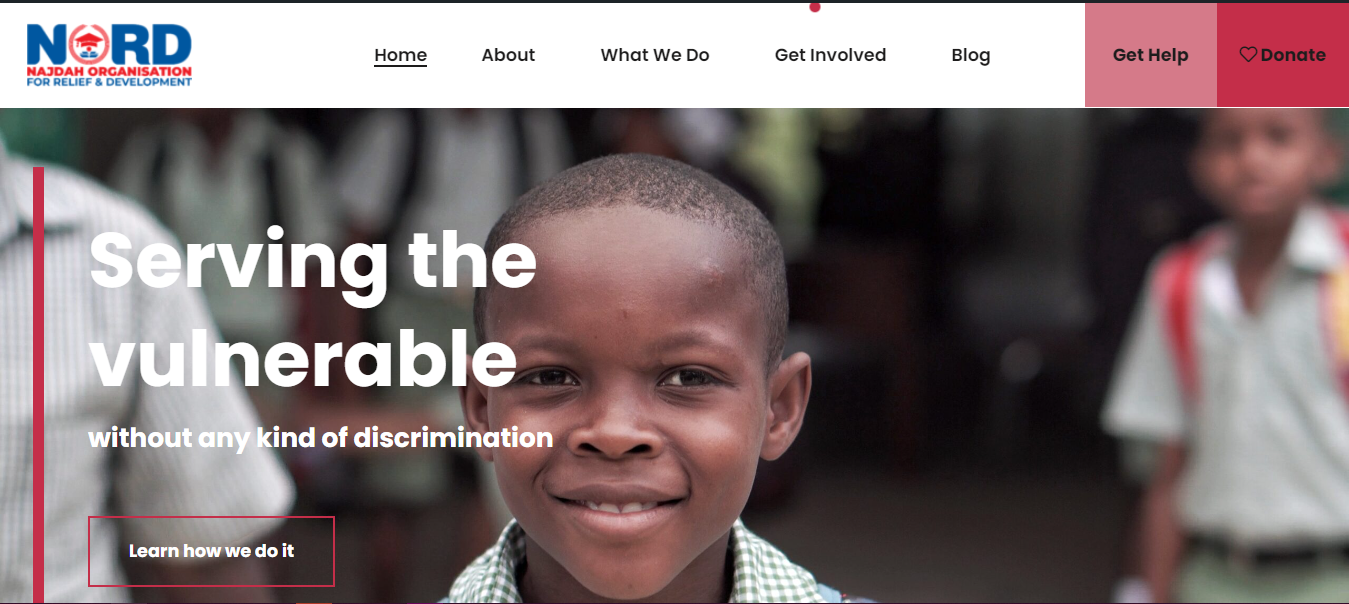 NORD
NAJDAH ORGANISATION
FOR RELIEF & DEVELOPMENT
Home
About
What We Do
Get Involved
Blog
Get Help
Donate
Serving the
vulnerable
without any kind of discrimination
Learn how we do it